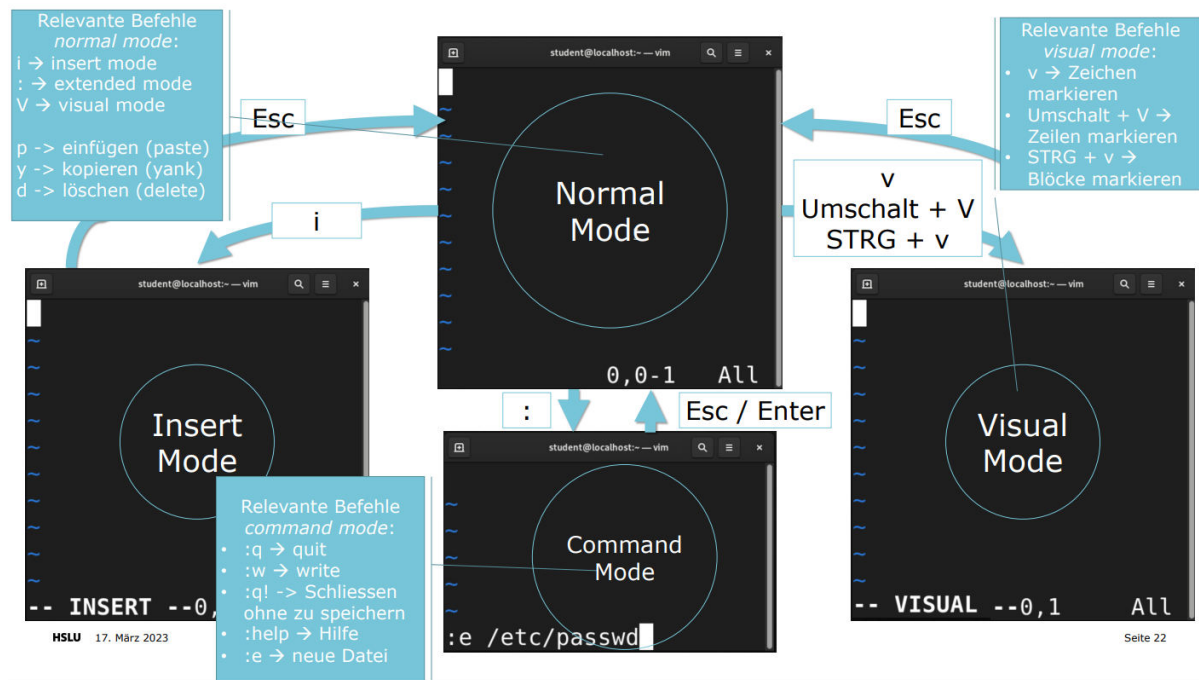 Relevante Befehle
normal mode:
i → insert mode
: → extended mode
V → visual mode
p -> einfügen (paste)
y -> kopieren (yank)
d -> löschen (delete)
Esc
i
student@localhost:~ — vim
~
~
~
~
~
~
~
~
~
~
Normal
Mode
0,0-1 All
Esc
Relevante Befehle
visual mode:
• v → Zeichen
markieren
• Umschalt + V →
Zeilen markieren
• STRG + v →
Blöcke markieren
v
Umschalt + V
STRG + v
student@localhost:~ — vim
~
~
~
~
~
~
~
~
~
~
Insert
Mode
-- INSERT --0,
:
Esc / Enter
student@localhost:~ — vim
~
~
~
~
Command
Mode
:e /etc/passwd
Relevante Befehle
command mode:
• :q → quit
• :w → write
• :q! -> Schliessen
ohne zu speichern
• :help → Hilfe
• :e → neue Datei
student@localhost:~ — vim
~
~
~
~
~
~
~
~
~
~
Visual
Mode
-- VISUAL --0,1 All
HSLU 17. März 2023
Seite 22